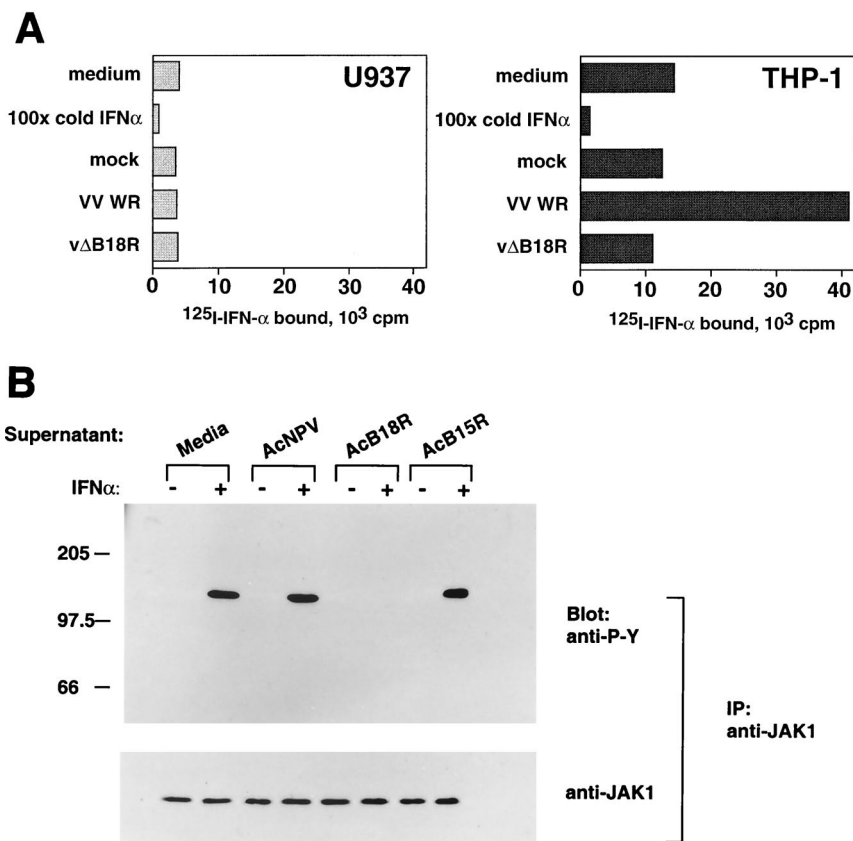 A
U937
medium
100x cold IFNα
mock
VV WR
vΔB18R
0 10 20 30 40
¹²⁵I-IFN-α bound, 10³ cpm
THP-1
medium
100x cold IFNα
mock
VV WR
vΔB18R
0 10 20 30 40
¹²⁵I-IFN-α bound, 10³ cpm
B
Supernatant: Media AcNPV AcB18R AcB15R
IFNα: - + - + - + - +
205
97.5
66
Blot:
anti-P-Y
IP:
anti-JAK1
anti-JAK1